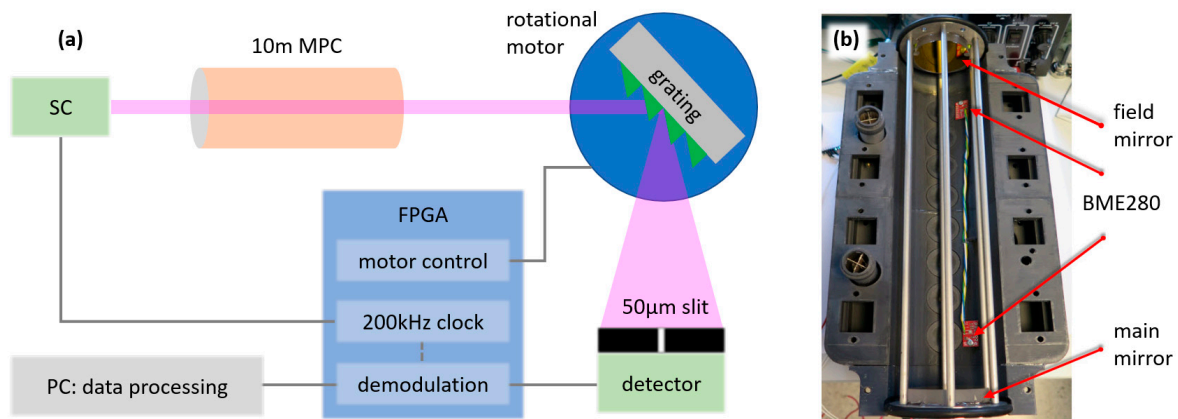 (a)
10m MPC
rotational
motor
SC
grating
FPGA
motor control
200kHz clock
demodulation
PC: data processing
50μm slit
detector
(b)
field
mirror
BME280
main
mirror